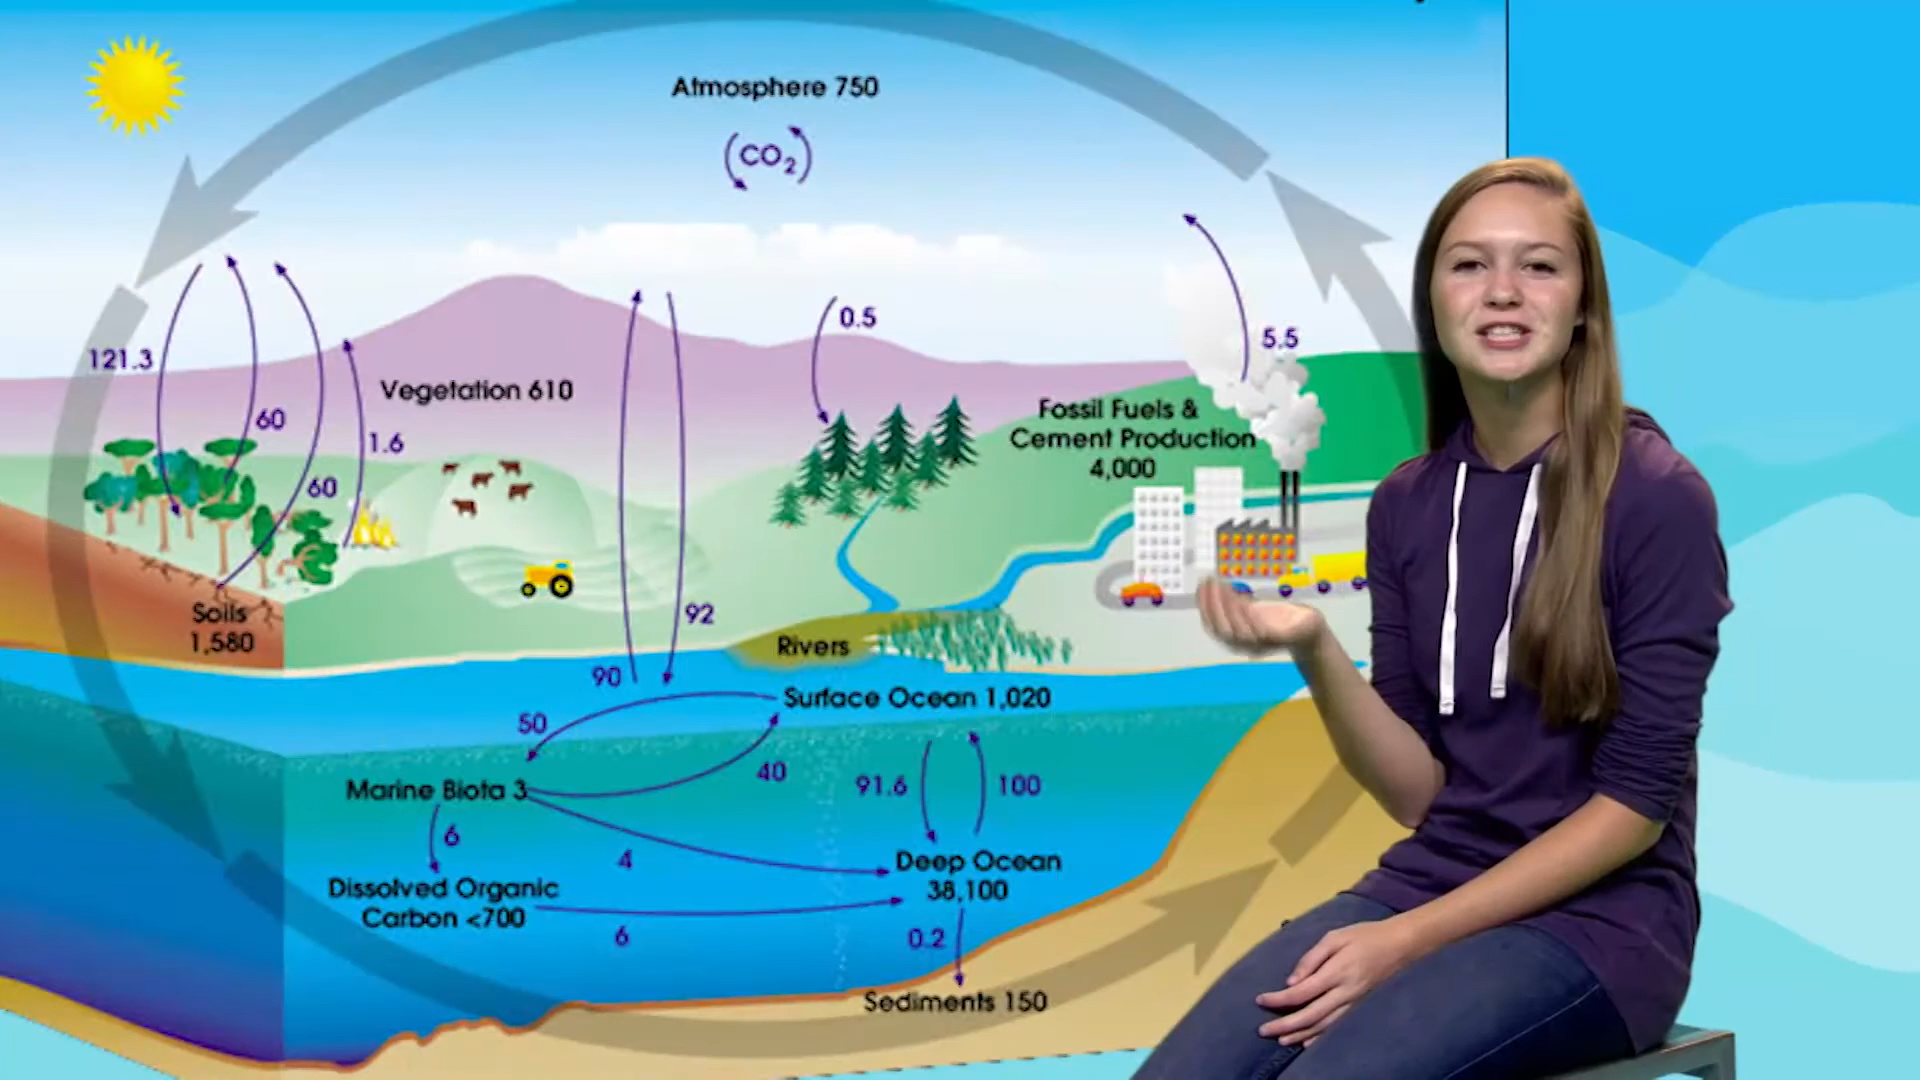 Atmosphere 750
(CO2)
0.5
5.5
121.3
Vegetation 610
60
1.6
60
Fossil Fuels &
Cement Production
4,000
Soils
1,580
92
Rivers
90
Surface Ocean 1,020
50
40
91.6
100
Marine Biota 3
6
4
Deep Ocean
38,100
Dissolved Organic
Carbon <700
6
0.2
Sediments 150